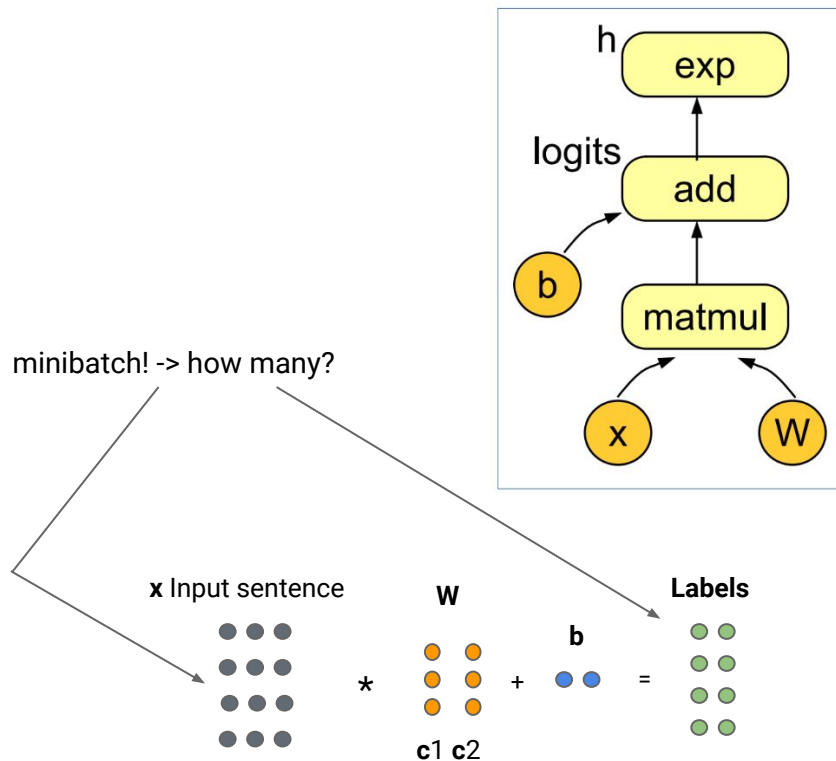 h
exp
logits
add
b
matmul
x
W
minibatch! -> how many?
x Input sentence
W
Labels
b
*
+
=
c1 c2